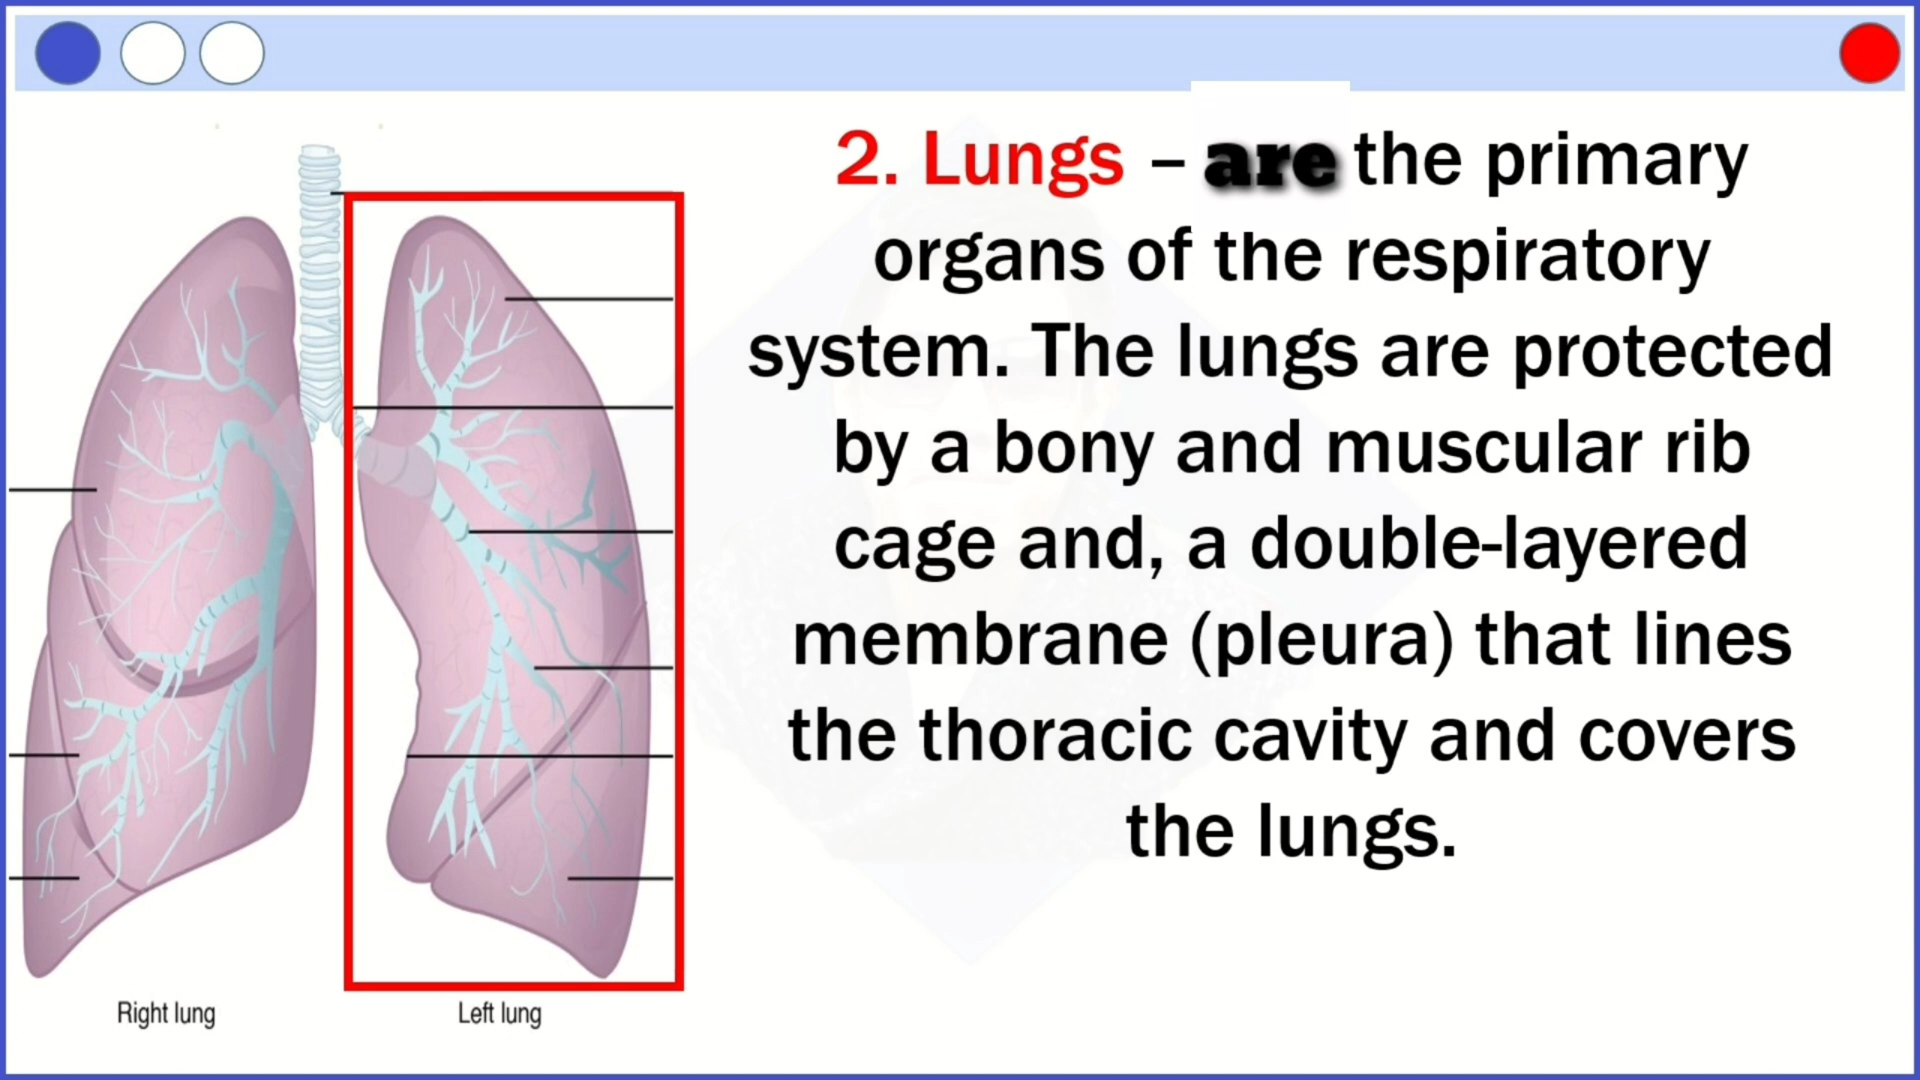 2. Lungs – are the primary
organs of the respiratory
system. The lungs are protected
by a bony and muscular rib
cage and, a double-layered
membrane (pleura) that lines
the thoracic cavity and covers
the lungs.
Right lung
Left lung